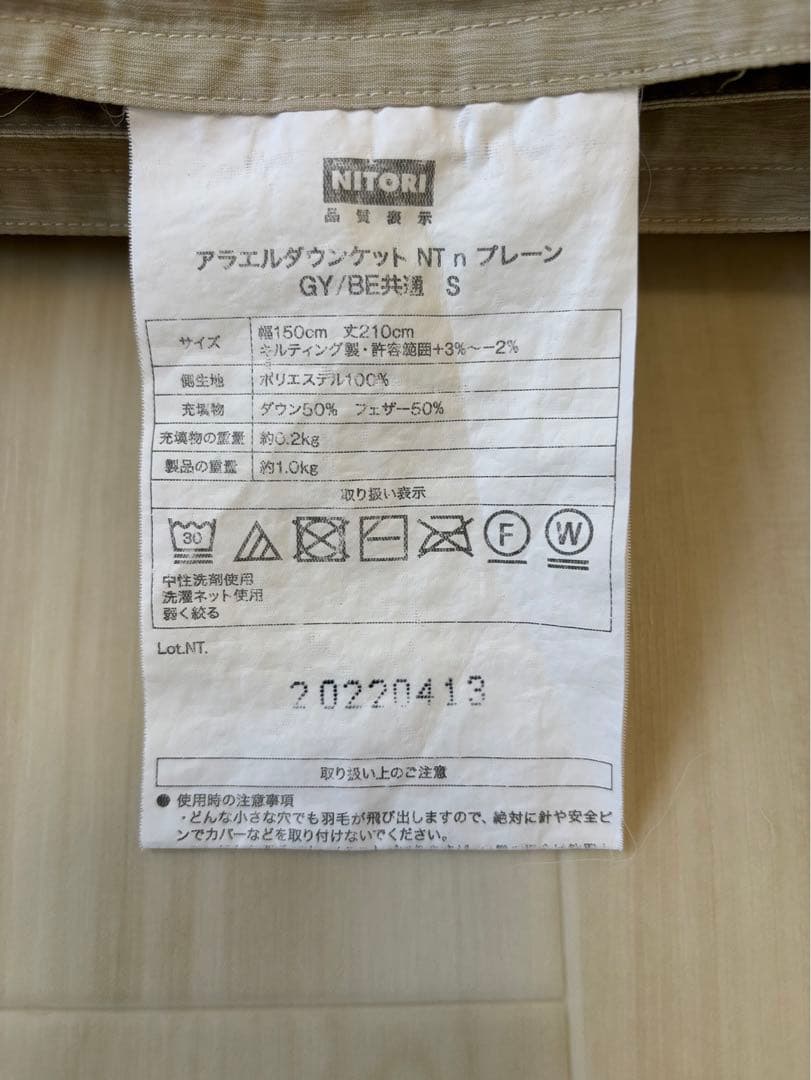 NITORI
品質表示
アラエルダウンケット NT n プレーン
GY/BE共通 S
サイズ 幅150cm 丈210cm
キルティング製・許容範囲+3%～−2%
側生地 ポリエステル100%
充填物 ダウン50% フェザー50%
充填物の重量 約0.2kg
製品の重量 約1.0kg
取り扱い表示
30 F W
中性洗剤使用
洗濯ネット使用
弱く絞る
Lot.NT.
20220413
取り扱い上のご注意
● 使用時の注意事項
・どんな小さな穴でも羽毛が飛び出しますので、絶対に針や安全ピ
ンでカバーなどを取り付けないでください。